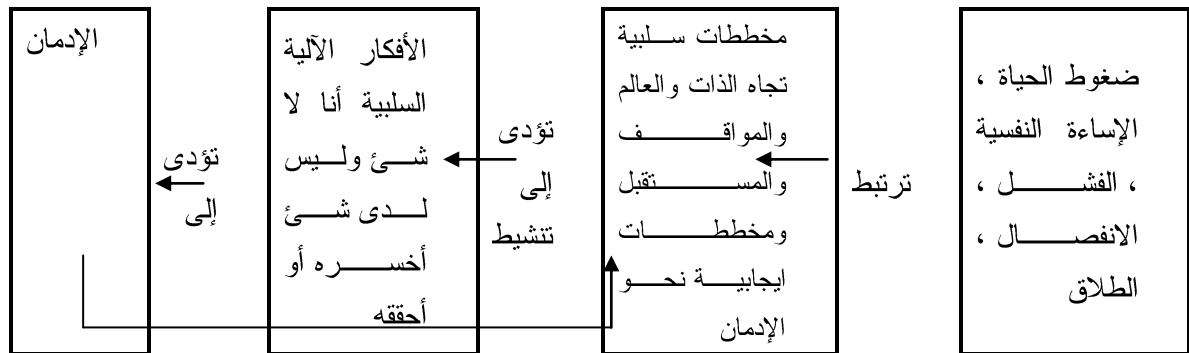 ضغوط الحياة ،
الإساءة النفسية
، الفشل ،
الانفصال ،
الطلاق
ترتبط
مخططات سلبية
تجاه الذات والعالم
والمواقف
والمستقبل
ومخططات
ايجابية نحو
الإدمان
تؤدى
إلى
تنشيط
الأفكار الآلية
السلبية أنا لا
شئ وليس
لدى شئ
أخسره أو
أحققه
تؤدى
إلى
الإدمان